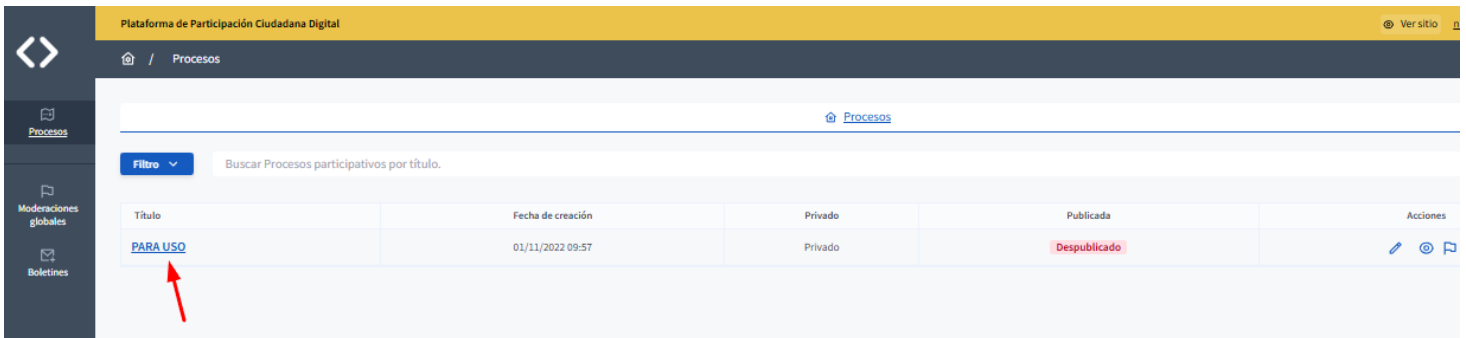 Plataforma de Participación Ciudadana Digital
Ver sitio
/ Procesos
Procesos
Moderaciones
globales
Boletines
Procesos
Filtro
Buscar Procesos participativos por título.
Título Fecha de creación Privado Publicada Acciones
PARA USO 01/11/2022 09:57 Privado Despublicado